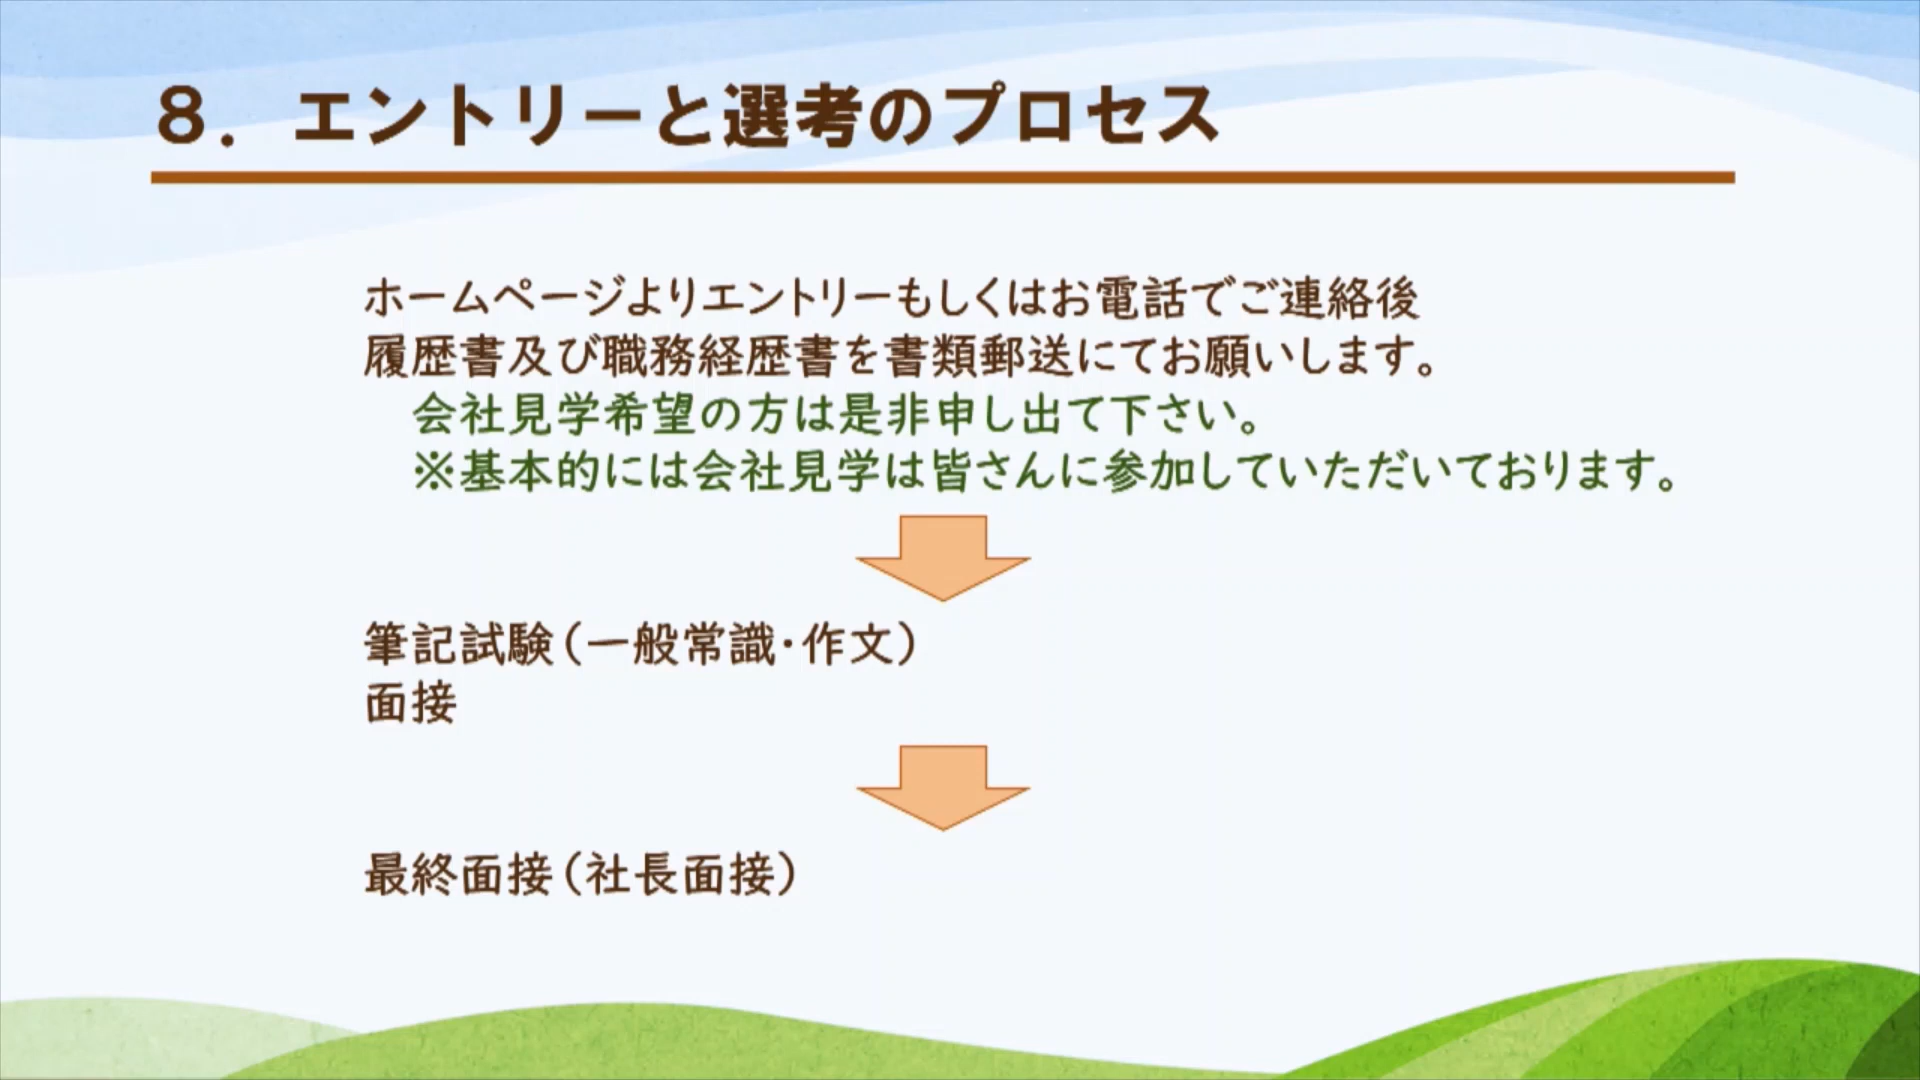 ８．エントリーと選考のプロセス
ホームページよりエントリーもしくはお電話でご連絡後
履歴書及び職務経歴書を書類郵送にてお願いします。
会社見学希望の方は是非申し出て下さい。
※基本的には会社見学は皆さんに参加していただいております。
筆記試験（一般常識・作文）
面接
最終面接（社長面接）